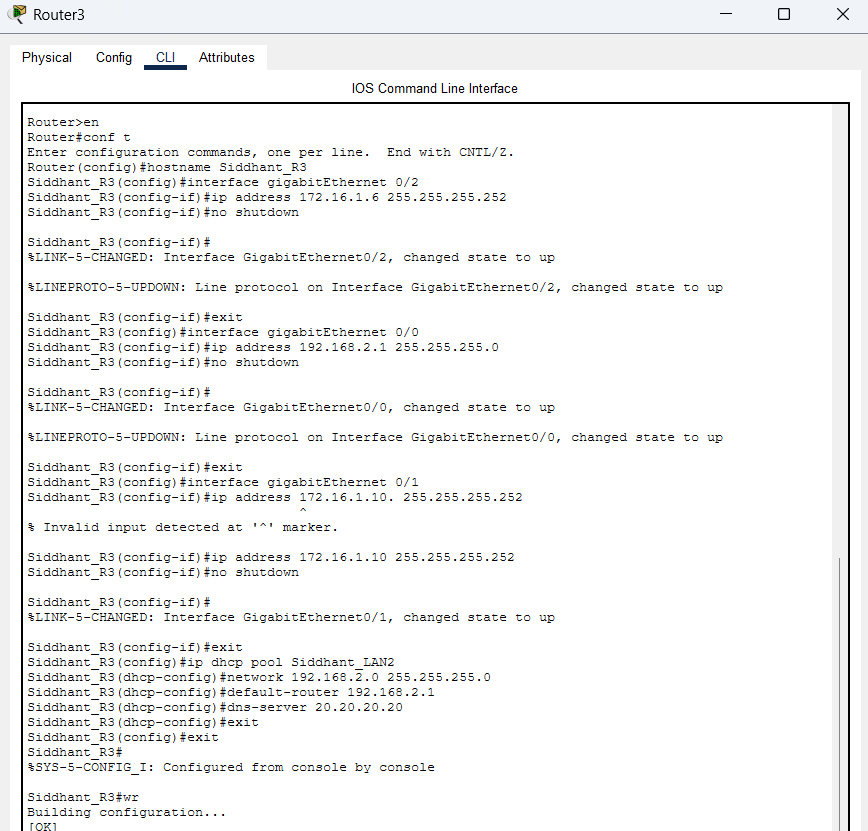 Router3
Physical Config CLI Attributes
IOS Command Line Interface
Router>en
Router#conf t
Enter configuration commands, one per line.  End with CNTL/Z.
Router(config)#hostname Siddhant_R3
Siddhant_R3(config)#interface gigabitEthernet 0/2
Siddhant_R3(config-if)#ip address 172.16.1.6 255.255.255.252
Siddhant_R3(config-if)#no shutdown
Siddhant_R3(config-if)#
%LINK-5-CHANGED: Interface GigabitEthernet0/2, changed state to up
%LINEPROTO-5-UPDOWN: Line protocol on Interface GigabitEthernet0/2, changed state to up
Siddhant_R3(config-if)#exit
Siddhant_R3(config)#interface gigabitEthernet 0/0
Siddhant_R3(config-if)#ip address 192.168.2.1 255.255.255.0
Siddhant_R3(config-if)#no shutdown
Siddhant_R3(config-if)#
%LINK-5-CHANGED: Interface GigabitEthernet0/0, changed state to up
%LINEPROTO-5-UPDOWN: Line protocol on Interface GigabitEthernet0/0, changed state to up
Siddhant_R3(config-if)#exit
Siddhant_R3(config)#interface gigabitEthernet 0/1
Siddhant_R3(config-if)#ip address 172.16.1.10. 255.255.255.252
^
% Invalid input detected at '^' marker.
Siddhant_R3(config-if)#ip address 172.16.1.10 255.255.255.252
Siddhant_R3(config-if)#no shutdown
Siddhant_R3(config-if)#
%LINK-5-CHANGED: Interface GigabitEthernet0/1, changed state to up
Siddhant_R3(config-if)#exit
Siddhant_R3(config)#ip dhcp pool Siddhant_LAN2
Siddhant_R3(dhcp-config)#network 192.168.2.0 255.255.255.0
Siddhant_R3(dhcp-config)#default-router 192.168.2.1
Siddhant_R3(dhcp-config)#dns-server 20.20.20.20
Siddhant_R3(dhcp-config)#exit
Siddhant_R3(config)#exit
Siddhant_R3#
%SYS-5-CONFIG_I: Configured from console by console
Siddhant_R3#wr
Building configuration...
[OK]